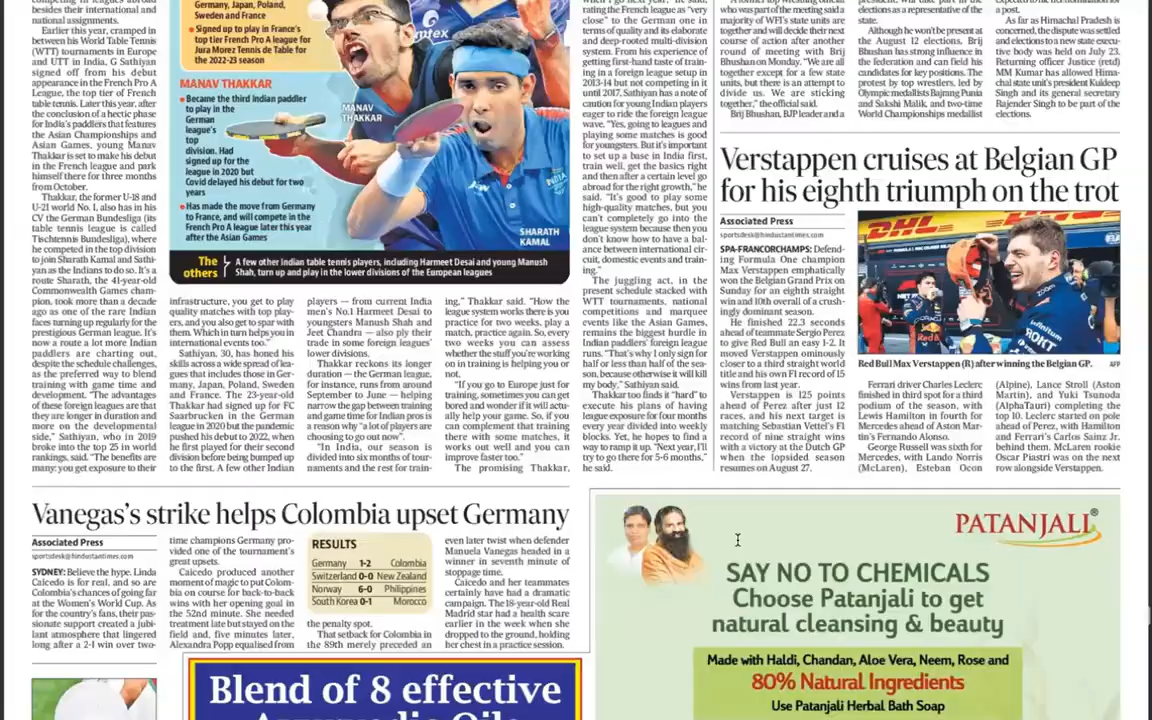 besides their international and
national assignments.
Earlier this year, cramped in
between his World Table Tennis
(WTT) tournaments in Europe
and UTT in India, G Sathiyan
signed off from his debut
appearance in the French Pro A
League, the top tier of French
table tennis. Later this year, after
the conclusion of a hectic phase
for India's paddlers that features
the Asian Championships and
Asian Games, young Manav
Thakkar is set to make his debut
in the French league and park
himself there for three months
from October.
Thakkar, the former U-18 and
U-21 world No. 1, also has in his
CV the German Bundesliga (its
table tennis league is called
Tischtennis Bundesliga), where
he competed in the top division
to join Sharath Kamal and Sathi-
yan as the Indians to do so. It's a
route Sharath, the 41-year-old
Commonwealth Games cham-
pion, took more than a decade
ago as one of the rare Indian
faces turning up regularly for the
prestigious German league. It's
now a route a lot more Indian
paddlers are charting out,
despite the schedule challenges,
as the preferred way to blend
training with game time and
development. "The advantages
of these foreign leagues are that
they are longer in duration and
more on the developmental
side," Sathiyan, who in 2019
broke into the top 25 in world
rankings, said. "The benefits are
many: you get exposure to their
Germany, Japan, Poland,
Sweden and France
Signed up to play in France's
top tier French Pro A league for
Jura Morez Tennis de Table for
the 2022-23 season
MANAV THAKKAR
Became the third Indian paddler
to play in the
German
league's
top
division. Had
signed up for the
league in 2020 but
Covid delayed his debut for two
years
Has made the move from Germany
to France, and will compete in the
French Pro A league later this year
after the Asian Games
MANAV
THAKKAR
SHARATH
KAMAL
The
others
A few other Indian table tennis players, including Harmeet Desai and young Manush
Shah, turn up and play in the lower divisions of the European leagues
infrastructure, you get to play
quality matches with top play-
ers, and you also get to spar with
them. Which in turn helps you in
international events too."
Sathiyan, 30, has honed his
skills across a wide spread of lea-
gues that includes those in Ger-
many, Japan, Poland, Sweden
and France. The 23-year-old
Thakkar had signed up for FC
Saarbrucken in the German
league in 2020 but the pandemic
pushed his debut to 2022, when
he first played for their second
division before being bumped up
to the first. A few other Indian
players — from current India
men's No.1 Harmeet Desai to
youngsters Manush Shah and
Jeet Chandra — also ply their
trade in some foreign leagues'
lower divisions.
Thakkar reckons its longer
duration — the German league,
for instance, runs from around
September to June — helping
narrow the gap between training
and game time for Indian pros is
a reason why "a lot of players are
choosing to go out now".
"In India, our season is
divided into six months of tour-
naments and the rest for train-
ing," Thakkar said. "How the
league system works there is you
practice for two weeks, play a
match, practice again. So, every
two weeks you can assess
whether the stuff you're working
on in training is helping you or
not.
"If you go to Europe just for
training, sometimes you can get
bored and wonder if it will actu-
ally help your game. So, if you
can complement that training
there with some matches, it
works out well and you can
improve faster too."
The promising Thakkar,
rating the French league as "very
close" to the German one in
terms of quality and its elaborate
and deep-rooted multi-division
system. From his experience of
getting first-hand taste of train-
ing in a foreign league setup in
2013-14 but not competing in it
until 2017, Sathiyan has a note of
caution for young Indian players
eager to ride the foreign league
wave. "Yes, going to leagues and
playing some matches is good
for youngsters. But it's important
to set up a base in India first,
train well, get the basics right
and then after a certain level go
abroad for the right growth," he
said. "It's good to play some
high-quality matches, but you
can't completely go into the
league system because then you
don't know how to have a bal-
ance between international cir-
cuit, domestic events and train-
ing."
The juggling act, in the
present schedule stacked with
WTT tournaments, national
competitions and marquee
events like the Asian Games,
remains the biggest hurdle in
Indian paddlers' foreign league
runs. "That's why I only sign for
half or less than half of the sea-
son, because otherwise it will kill
my body," Sathiyan said.
Thakkar too finds it "hard" to
execute his plans of having
league exposure for four months
every year divided into weekly
blocks. Yet, he hopes to find a
way to ramp it up. "Next year, I'll
try to go there for 5-6 months,"
he said.
who was part of the meeting said a
majority of WFI's state units are
together and will decide their next
course of action after another
round of meeting with Brij
Bhushan on Monday. "We are all
together except for a few state
units, but there is an attempt to
divide us. We are sticking
together," the official said.
Brij Bhushan, BJP leader and a
elections as a representative of the
state.
Although he won't be present at
the August 12 elections, Brij
Bhushan has strong influence in
the federation and can field his
candidates for key positions. The
protest by top wrestlers, led by
Olympic medallists Bajrang Punia
and Sakshi Malik, and two-time
World Championships medallist
a post.
As far as Himachal Pradesh is
concerned, the dispute was settled
and elections to a new state execu-
tive body was held on July 23.
Returning officer Justice (retd)
MM Kumar has allowed Hima-
chal state unit's president Kuldeep
Singh and its general secretary
Rajender Singh to be part of the
elections.
Verstappen cruises at Belgian GP
for his eighth triumph on the trot
Associated Press
sportsdesk@hindustantimes.com
SPA-FRANCORCHAMPS: Defend-
ing Formula One champion
Max Verstappen emphatically
won the Belgian Grand Prix on
Sunday for an eighth straight
win and 10th overall of a crush-
ingly dominant season.
He finished 22.3 seconds
ahead of teammate Sergio Perez
to give Red Bull an easy 1-2. It
moved Verstappen ominously
closer to a third straight world
title and his own F1 record of 15
wins from last year.
Verstappen is 125 points
ahead of Perez after just 12
races, and his next target is
matching Sebastian Vettel's F1
record of nine straight wins
with a victory at the Dutch GP
when the lopsided season
resumes on August 27.
DHL
Red Bull Max Verstappen (R) after winning the Belgian GP. AFP
Ferrari driver Charles Leclerc
finished in third spot for a third
podium of the season, with
Lewis Hamilton in fourth for
Mercedes ahead of Aston Mar-
tin's Fernando Alonso.
George Russell was sixth for
Mercedes, with Lando Norris
(McLaren), Esteban Ocon
(Alpine), Lance Stroll (Aston
Martin), and Yuki Tsunoda
(AlphaTauri) completing the
top 10. Leclerc started on pole
ahead of Perez, with Hamilton
and Ferrari's Carlos Sainz Jr.
behind them. McLaren rookie
Oscar Piastri was on the next
row alongside Verstappen.
Vanegas's strike helps Colombia upset Germany
Associated Press
sportsdesk@hindustantimes.com
SYDNEY: Believe the hype. Linda
Caicedo is for real, and so are
Colombia's chances of going far
at the Women's World Cup. As
for the country's fans, their pas-
sionate support created a jubi-
lant atmosphere that lingered
long after a 2-1 win over two-
time champions Germany pro-
vided one of the tournament's
great upsets.
Caicedo produced another
moment of magic to put Colom-
bia on course for back-to-back
wins with her opening goal in
the 52nd minute. She needed
treatment late but stayed on the
field and, five minutes later,
Alexandra Popp equalised from
RESULTS
Germany 1-2 Colombia
Switzerland 0-0 New Zealand
Norway 6-0 Philippines
South Korea 0-1 Morocco
the penalty spot.
That setback for Colombia in
the 89th merely preceded an
even later twist when defender
Manuela Vanegas headed in a
winner in seventh minute of
stoppage time.
Caicedo and her teammates
certainly have had a dramatic
campaign. The 18-year-old Real
Madrid star had a health scare
earlier in the week when she
dropped to the ground, holding
her chest in a practice session.
PATANJALI®
SAY NO TO CHEMICALS
Choose Patanjali to get
natural cleansing & beauty
Made with Haldi, Chandan, Aloe Vera, Neem, Rose and
80% Natural Ingredients
Use Patanjali Herbal Bath Soap
Blend of 8 effective